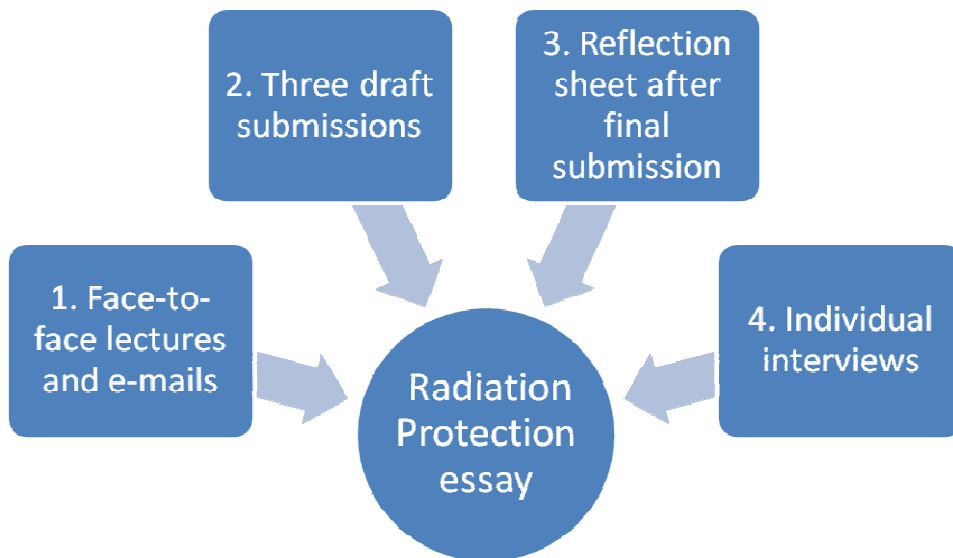 1. Face-to-
face lectures
and e-mails
2. Three draft
submissions
3. Reflection
sheet after
final
submission
4. Individual
interviews
Radiation
Protection
essay